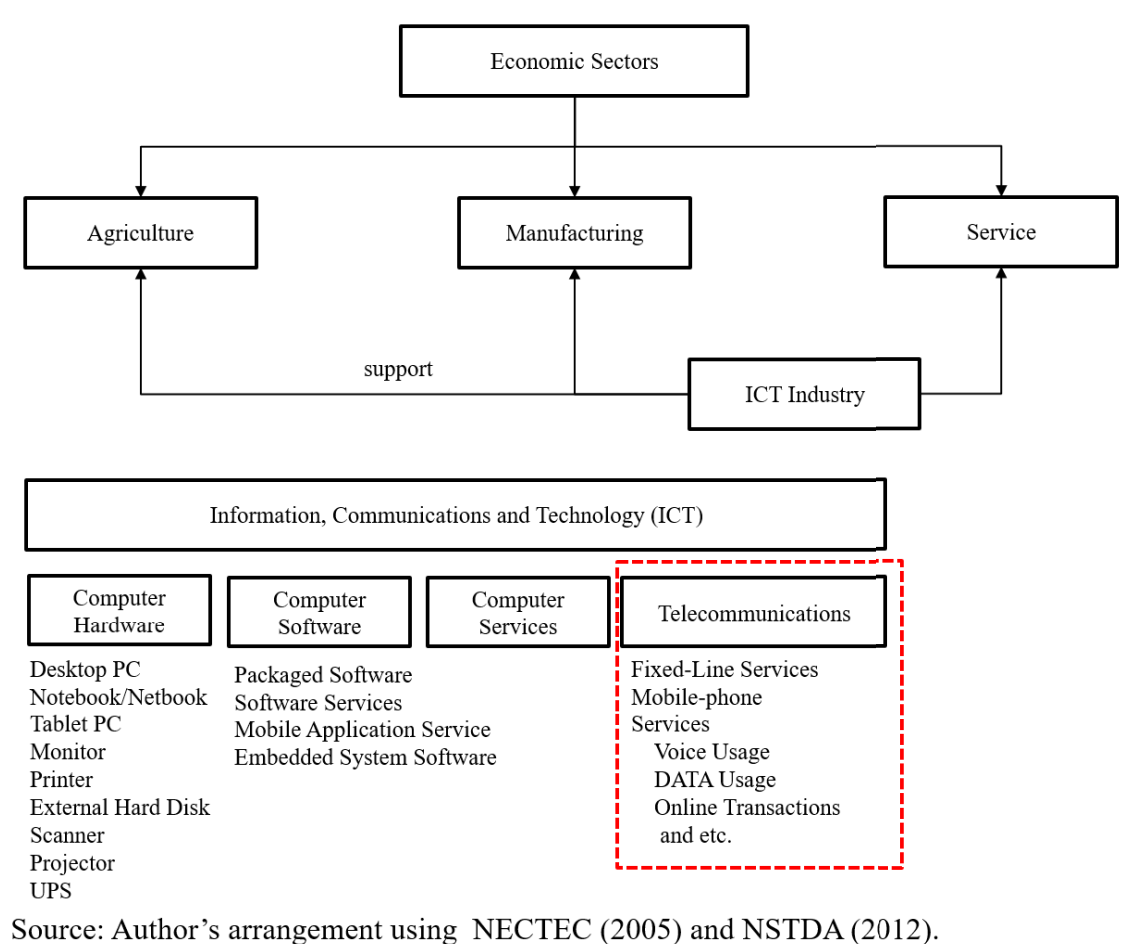 Economic Sectors
Agriculture
Manufacturing
Service
support
ICT Industry
Information, Communications and Technology (ICT)
Computer
Hardware
Desktop PC
Notebook/Netbook
Tablet PC
Monitor
Printer
External Hard Disk
Scanner
Projector
UPS
Computer
Software
Packaged Software
Software Services
Mobile Application Service
Embedded System Software
Computer
Services
Telecommunications
Fixed-Line Services
Mobile-phone
Services
Voice Usage
DATA Usage
Online Transactions
and etc.
Source: Author’s arrangement using NECTEC (2005) and NSTDA (2012).